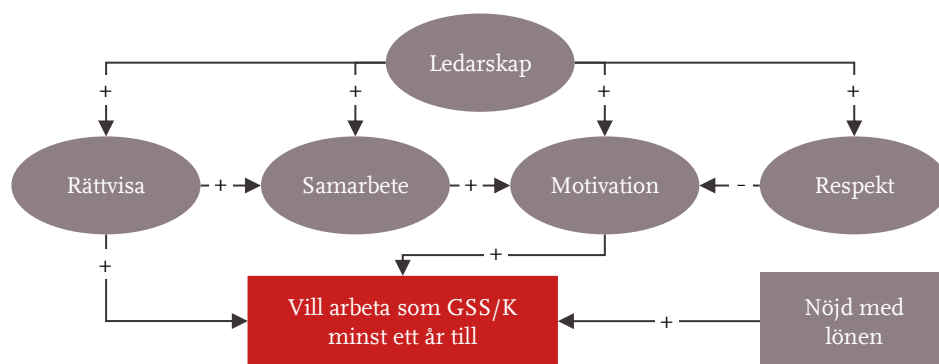 Ledarskap
+ + + +
Rättvisa + Samarbete + Motivation - Respekt
+ +
Vill arbeta som GSS/K
minst ett år till
+
Nöjd med
lönen